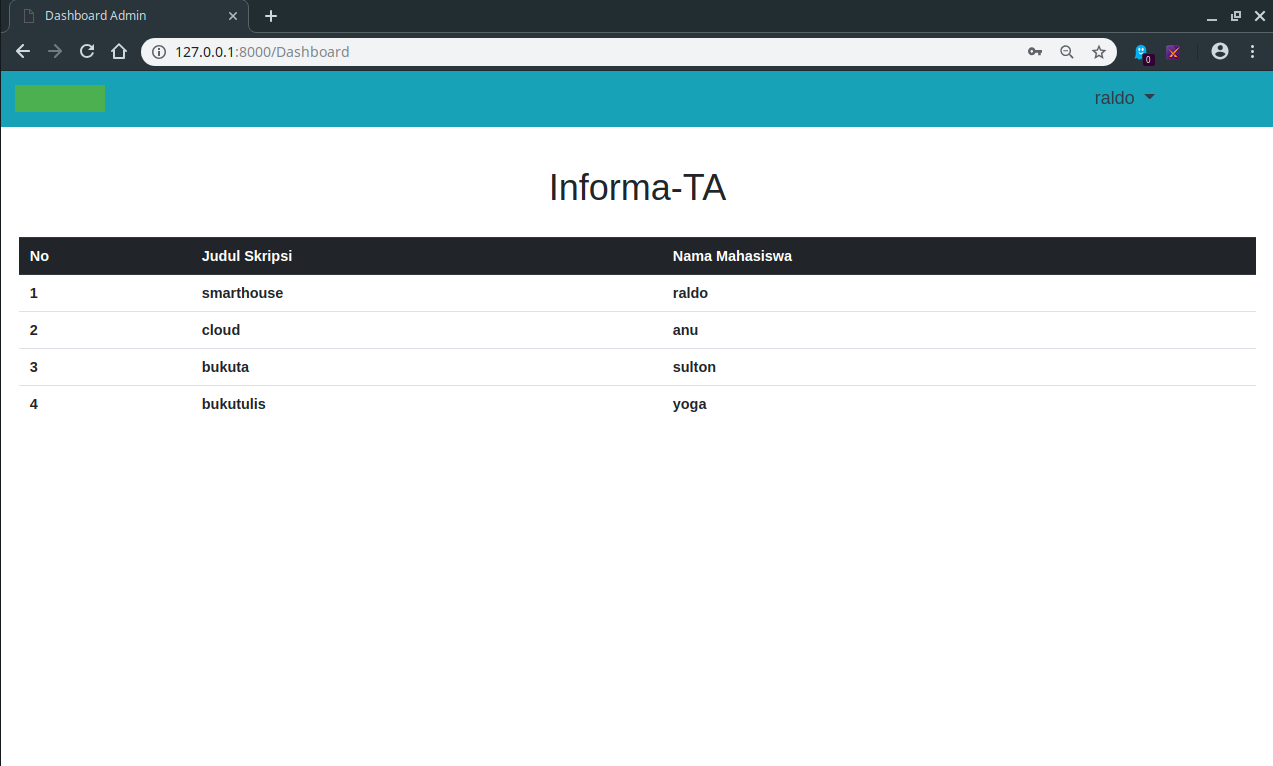 Dashboard Admin
127.0.0.1:8000/Dashboard
0
raldo
Informa-TA
No Judul Skripsi Nama Mahasiswa
1 smarthouse raldo
2 cloud anu
3 bukuta sulton
4 bukutulis yoga